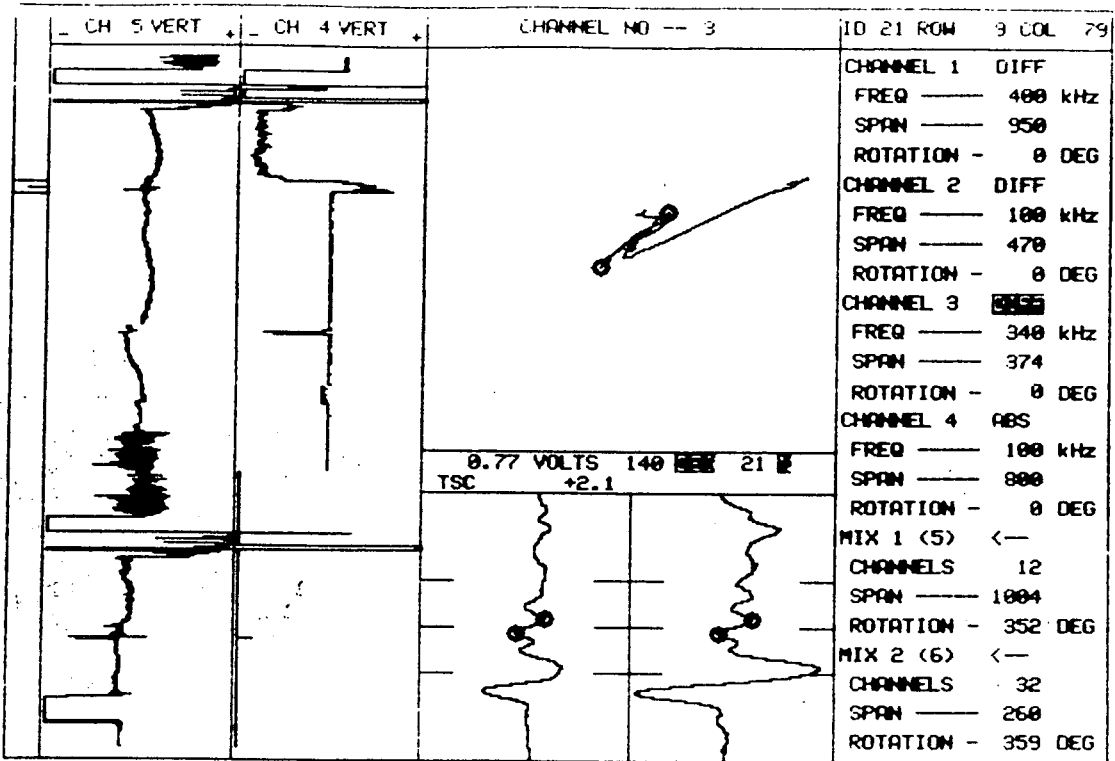 _ CH 5 VERT + _ CH 4 VERT + CHANNEL NO -- 3 ID 21 ROW 9 COL 79
CHANNEL 1 DIFF
FREQ —— 400 kHz
SPAN —— 950
ROTATION - 0 DEG
CHANNEL 2 DIFF
FREQ —— 100 kHz
SPAN —— 470
ROTATION - 0 DEG
CHANNEL 3
FREQ —— 340 kHz
SPAN —— 374
ROTATION - 0 DEG
CHANNEL 4 ABS
FREQ —— 100 kHz
SPAN —— 800
ROTATION - 0 DEG
MIX 1 (5) <—
CHANNELS 12
SPAN —— 1004
ROTATION - 352 DEG
MIX 2 (6) <—
CHANNELS 32
SPAN —— 260
ROTATION - 359 DEG
0.77 VOLTS 140 21
TSC +2.1